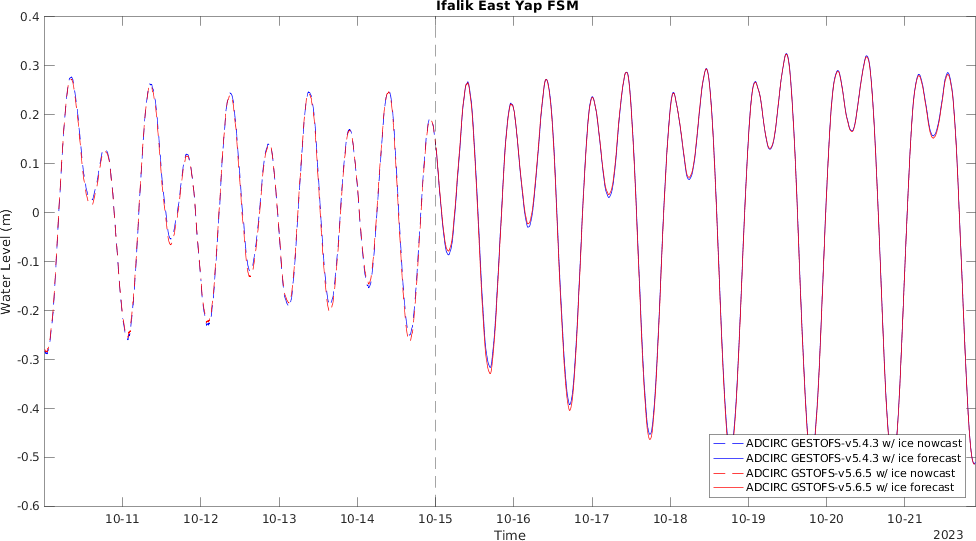 Ifalik East Yap FSM
Water Level (m)
0.4
0.3
0.2
0.1
0
-0.1
-0.2
-0.3
-0.4
-0.5
-0.6
ADCIRC GESTOFS-v5.4.3 w/ ice nowcast
ADCIRC GESTOFS-v5.4.3 w/ ice forecast
ADCIRC GSTOFS-v5.6.5 w/ ice nowcast
ADCIRC GSTOFS-v5.6.5 w/ ice forecast
10-11 10-12 10-13 10-14 10-15 10-16 10-17 10-18 10-19 10-20 10-21
Time
2023